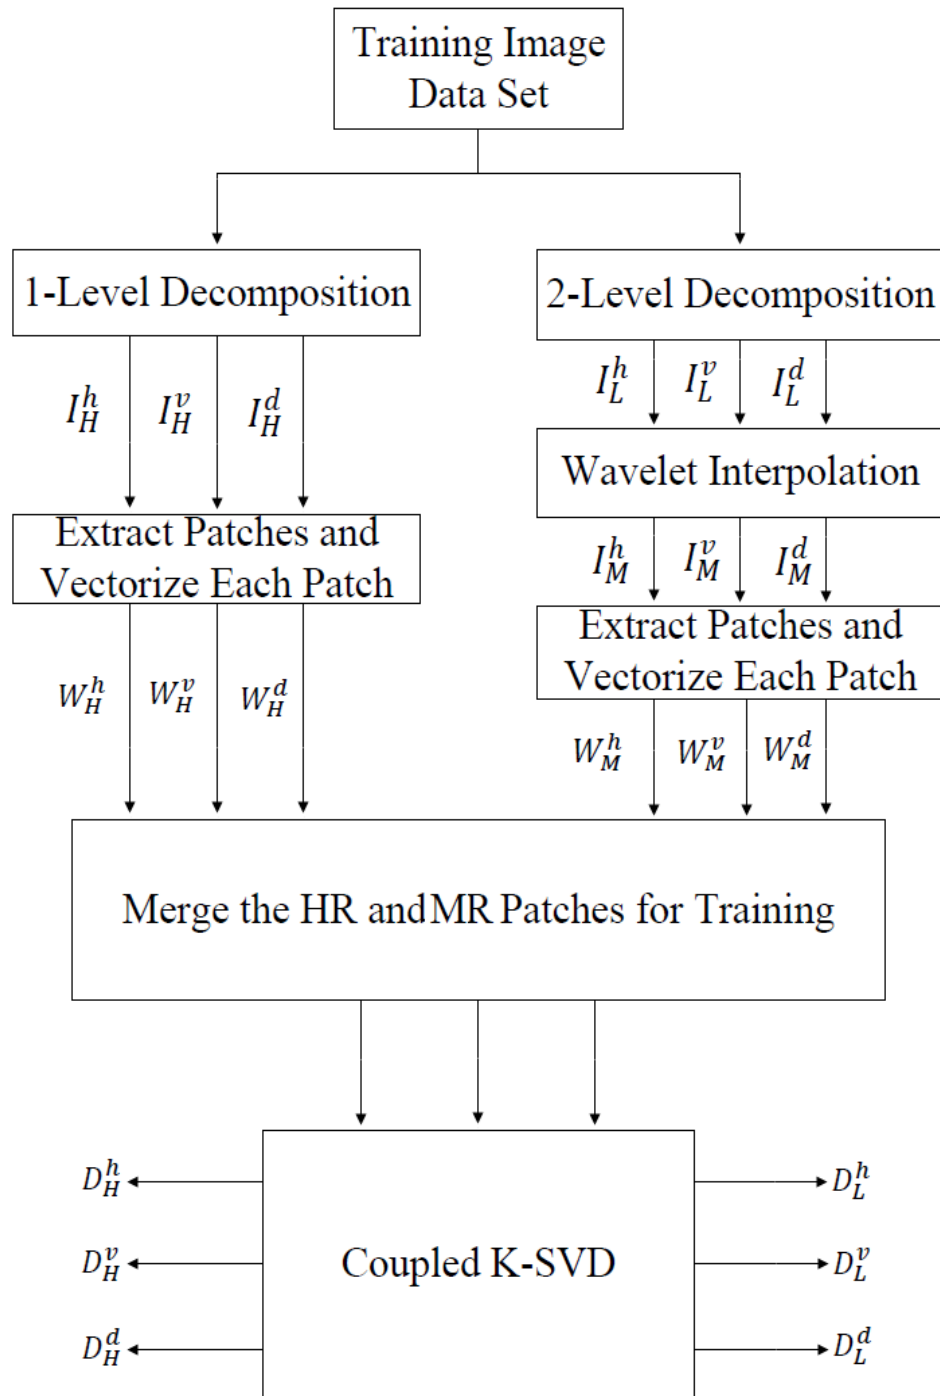 Training Image
Data Set
1-Level Decomposition
2-Level Decomposition
I_H^h I_H^v I_H^d
I_L^h I_L^v I_L^d
Wavelet Interpolation
Extract Patches and
Vectorize Each Patch
I_M^h I_M^v I_M^d
Extract Patches and
Vectorize Each Patch
W_H^h W_H^v W_H^d
W_M^h W_M^v W_M^d
Merge the HR and MR Patches for Training
Coupled K-SVD
D_H^h
D_H^v
D_H^d
D_L^h
D_L^v
D_L^d